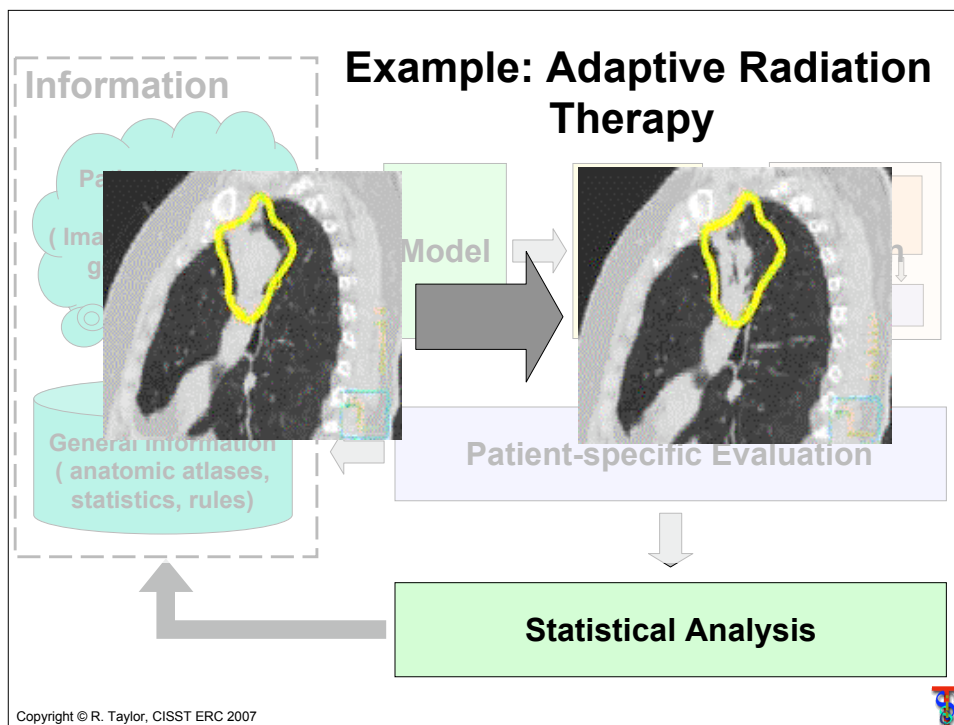 Example: Adaptive Radiation
Therapy
Information
( Ima
Model
General Information
( anatomic atlases,
statistics, rules)
Patient-specific Evaluation
Statistical Analysis
Copyright © R. Taylor, CISST ERC 2007